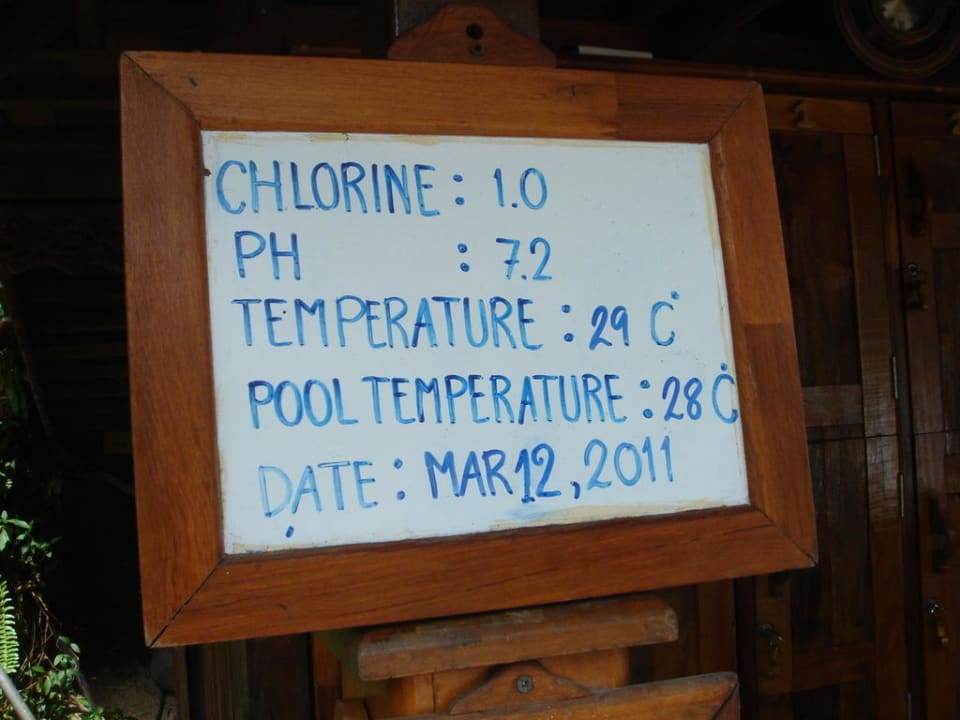 CHLORINE : 1.0
PH : 7.2
TEMPERATURE : 29 C°
POOL TEMPERATURE : 28 C°
DATE : MAR 12, 2011